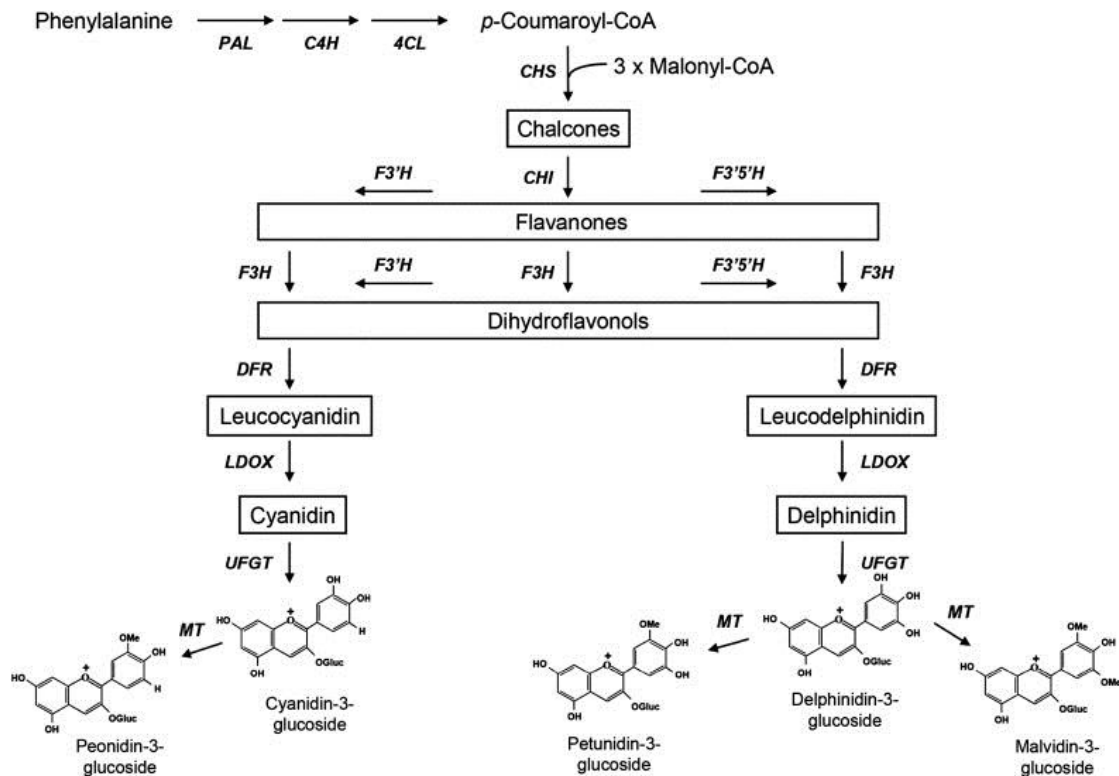 Phenylalanine
PAL
C4H
4CL
p-Coumaroyl-CoA
CHS
3 x Malonyl-CoA
Chalcones
F3'H
CHI
F3'5'H
Flavanones
F3H
F3'H
F3H
F3'5'H
F3H
Dihydroflavonols
DFR
DFR
Leucocyanidin
Leucodelphinidin
LDOX
LDOX
Cyanidin
Delphinidin
UFGT
UFGT
OH
OH
HO
O
+
H
OGluc
OH
Cyanidin-3-
glucoside
MT
OMe
OH
HO
O
+
H
OGluc
OH
Peonidin-3-
glucoside
OH
OH
HO
O
+
OH
OGluc
OH
Delphinidin-3-
glucoside
MT
OMe
OH
HO
O
+
OH
OGluc
OH
Petunidin-3-
glucoside
MT
OMe
OH
HO
O
+
OMe
OGluc
OH
Malvidin-3-
glucoside